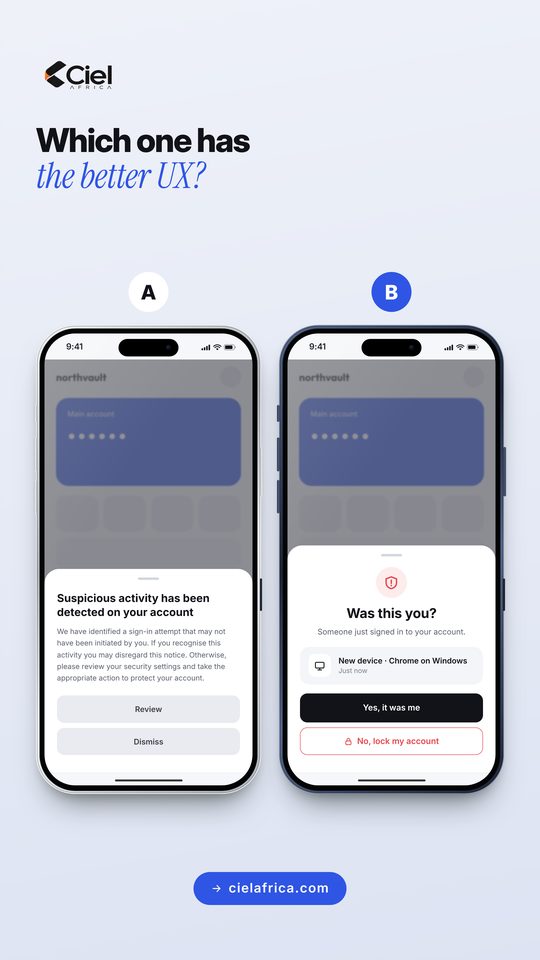 Ciel
AFRICA
Which one has
the better UX?
A
B
9:41
northvault
Main account
Suspicious activity has been
detected on your account
We have identified a sign-in attempt that may not
have been initiated by you. If you recognise this
activity you may disregard this notice. Otherwise,
please review your security settings and take the
appropriate action to protect your account.
Review
Dismiss
9:41
northvault
Main account
Was this you?
Someone just signed in to your account.
New device · Chrome on Windows
Just now
Yes, it was me
No, lock my account
→ cielafrica.com